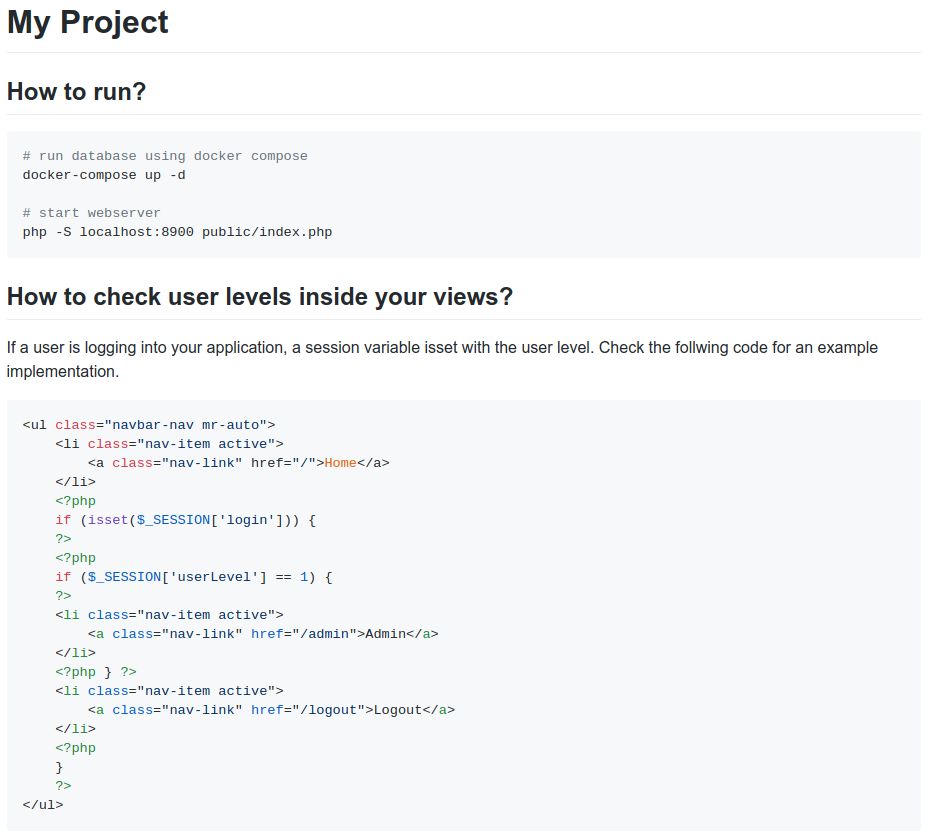 My Project
How to run?
# run database using docker compose
docker-compose up -d
# start webserver
php -S localhost:8900 public/index.php
How to check user levels inside your views?
If a user is logging into your application, a session variable isset with the user level. Check the follwing code for an example
implementation.
<ul class="navbar-nav mr-auto">
    <li class="nav-item active">
        <a class="nav-link" href="/">Home</a>
    </li>
    <?php
    if (isset($_SESSION['login'])) {
    ?>
    <?php
    if ($_SESSION['userLevel'] == 1) {
    ?>
    <li class="nav-item active">
        <a class="nav-link" href="/admin">Admin</a>
    </li>
    <?php } ?>
    <li class="nav-item active">
        <a class="nav-link" href="/logout">Logout</a>
    </li>
    <?php
    }
    ?>
</ul>